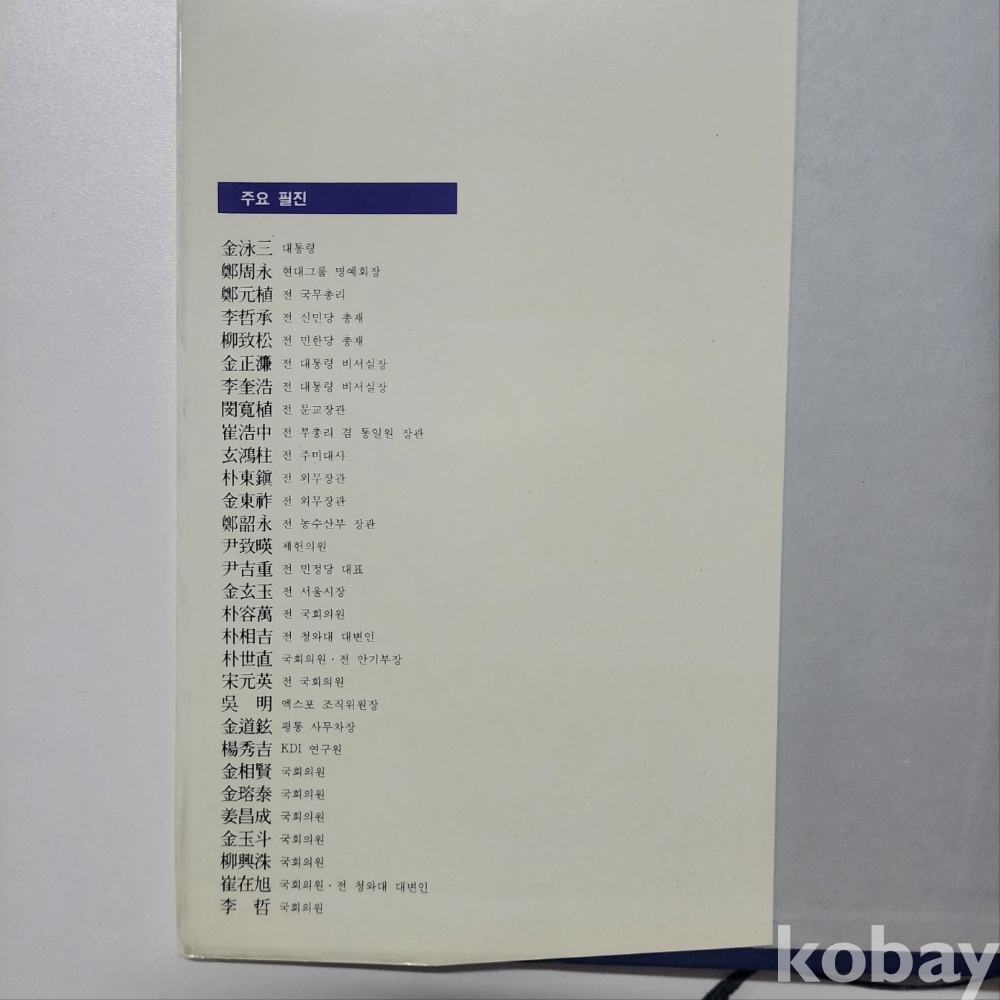 주요 필진
金泳三 대통령
鄭周永 현대그룹 명예회장
鄭元植 전 국무총리
李哲承 전 신민당 총재
柳致松 전 민한당 총재
金正濂 전 대통령 비서실장
李奎浩 전 대통령 비서실장
閔寬植 전 문교장관
崔浩中 전 부총리 겸 통일원 장관
玄鴻柱 전 주미대사
朴東鎭 전 외무장관
金東祚 전 외무장관
鄭韶永 전 농수산부 장관
尹致暎 제헌의원
尹吉重 전 민정당 대표
金玄玉 전 서울시장
朴容萬 전 국회의원
朴相吉 전 청와대 대변인
朴世直 국회의원·전 안기부장
宋元英 전 국회의원
吳 明 엑스포 조직위원장
金道鉉 평통 사무차장
楊秀吉 KDI 연구원
金相賢 국회의원
金瑢泰 국회의원
姜昌成 국회의원
金玉斗 국회의원
柳興洙 국회의원
崔在旭 국회의원·전 청와대 대변인
李 哲 국회의원
kobay